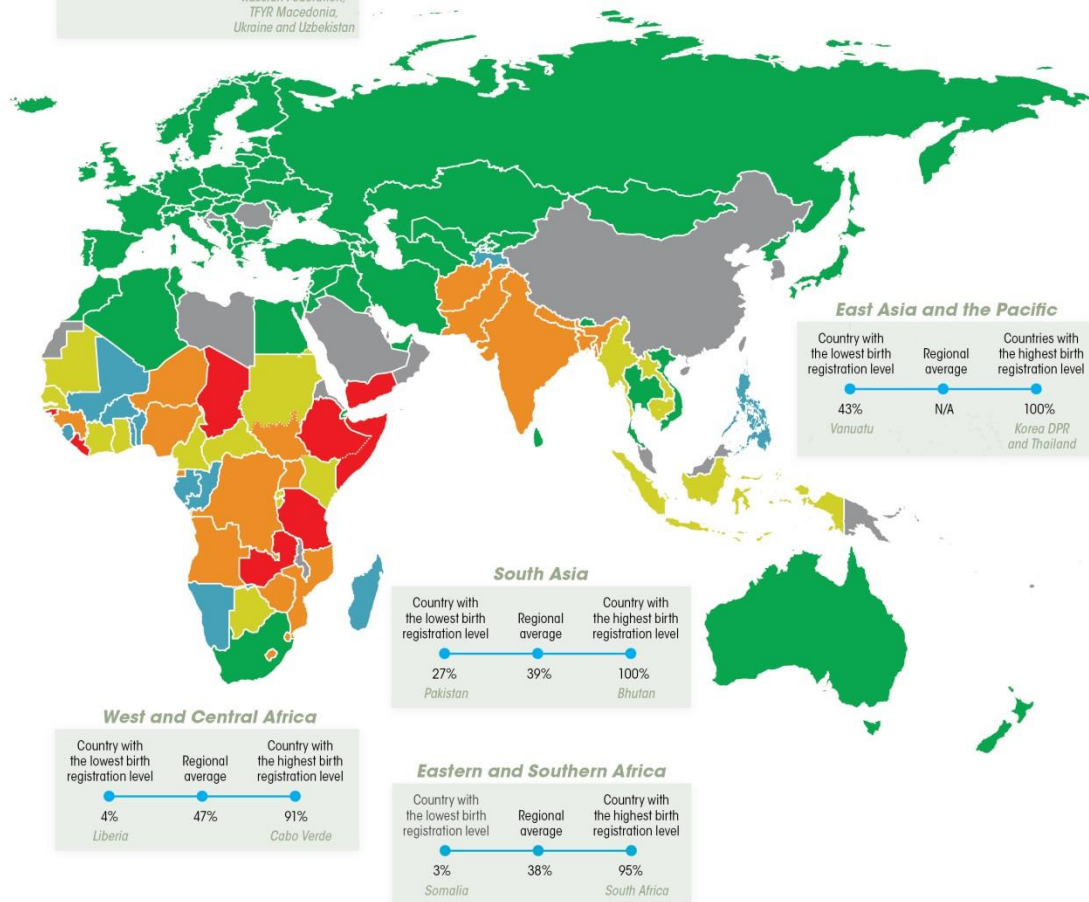 TFYR Macedonia,
Ukraine and Uzbekistan
East Asia and the Pacific
Country with
the lowest birth
registration level
Regional
average
Countries
with the highest birth
registration level
43%
N/A
100%
Vanuatu
Korea DPR
and Thailand
South Asia
Country with
the lowest birth
registration level
Regional
average
Country with
the highest birth
registration level
27%
39%
100%
Pakistan
Bhutan
West and Central Africa
Country with
the lowest birth
registration level
Regional
average
Country with
the highest birth
registration level
4%
47%
91%
Liberia
Cabo Verde
Eastern and Southern Africa
Country with
the lowest birth
registration level
Regional
average
Country with
the highest birth
registration level
3%
38%
95%
Somalia
South Africa